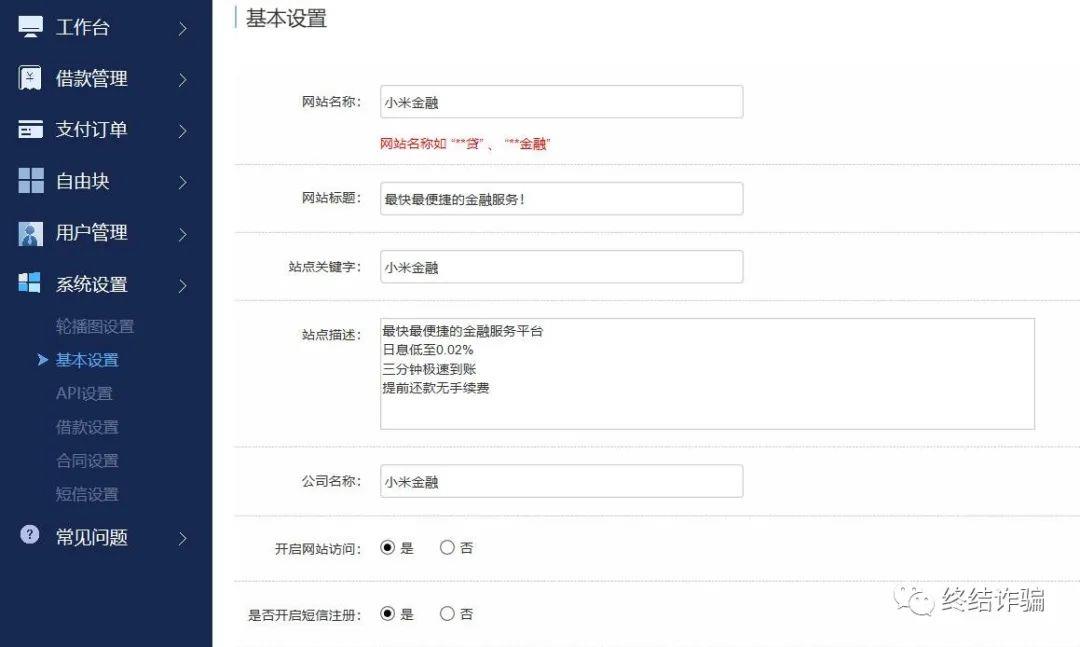 工作台
借款管理
支付订单
自由块
用户管理
系统设置
轮播图设置
基本设置
API设置
借款设置
合同设置
短信设置
常见问题
基本设置
网站名称： 小米金融
网站名称如 “**贷” 、 “**金融”
网站标题： 最快最便捷的金融服务！
站点关键字： 小米金融
站点描述： 最快最便捷的金融服务平台
日息低至0.02%
三分钟极速到账
提前还款无手续费
公司名称： 小米金融
开启网站访问： 是 否
是否开启短信注册： 是 否
终结诈骗